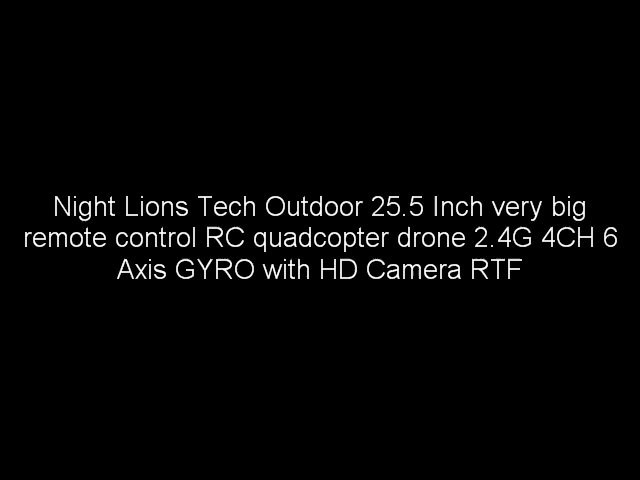 Night Lions Tech Outdoor 25.5 Inch very big
remote control RC quadcopter drone 2.4G 4CH 6
Axis GYRO with HD Camera RTF